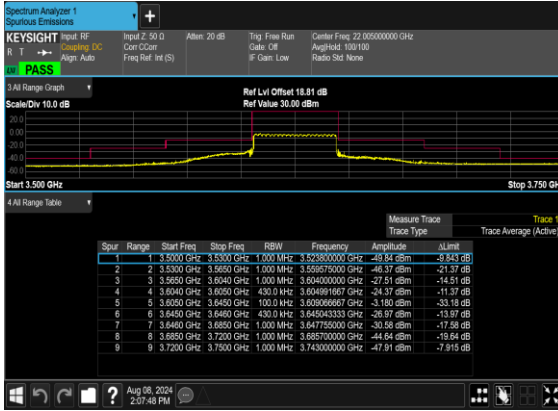 Spectrum Analyzer 1
Spurious Emissions
+
KEYSIGHT Input: RF Input Z: 50 Ω Atten: 20 dB Trig: Free Run Center Freq: 22.005000000 GHz
R T Coupling: DC Corr CCorr Gate: Off Avg|Hold: 100/100
Align: Auto Freq Ref: Int (S) IF Gain: Low Radio Std: None
PASS
3 All Range Graph
Ref Lvl Offset 18.81 dB
Scale/Div 10.0 dB Ref Value 30.00 dBm
20.0
0.00
-20.0
-40.0
-60.0
Start 3.500 GHz Stop 3.750 GH
4 All Range Table
Measure Trace Trace 1
Trace Type Trace Average (Active)
Spur Range Start Freq Stop Freq RBW Frequency Amplitude ΔLimit
1 1 3.5000 GHz 3.5300 GHz 1.000 MHz 3.523800000 GHz -49.84 dBm -9.843 dB
2 2 3.5300 GHz 3.5650 GHz 1.000 MHz 3.559575000 GHz -46.37 dBm -21.37 dB
3 3 3.5650 GHz 3.6040 GHz 1.000 MHz 3.604000000 GHz -27.51 dBm -14.51 dB
4 4 3.6040 GHz 3.6050 GHz 430.0 kHz 3.604991667 GHz -24.37 dBm -11.37 dB
5 5 3.6050 GHz 3.6450 GHz 100.0 kHz 3.609066667 GHz -3.180 dBm -33.18 dB
6 6 3.6450 GHz 3.6460 GHz 430.0 kHz 3.645043333 GHz -26.97 dBm -13.97 dB
7 7 3.6460 GHz 3.6850 GHz 1.000 MHz 3.647755000 GHz -30.58 dBm -17.58 dB
8 8 3.6850 GHz 3.7200 GHz 1.000 MHz 3.685700000 GHz -44.64 dBm -19.64 dB
9 9 3.7200 GHz 3.7500 GHz 1.000 MHz 3.743000000 GHz -47.91 dBm -7.915 dB
? Aug 08, 2024
2:07:48 PM